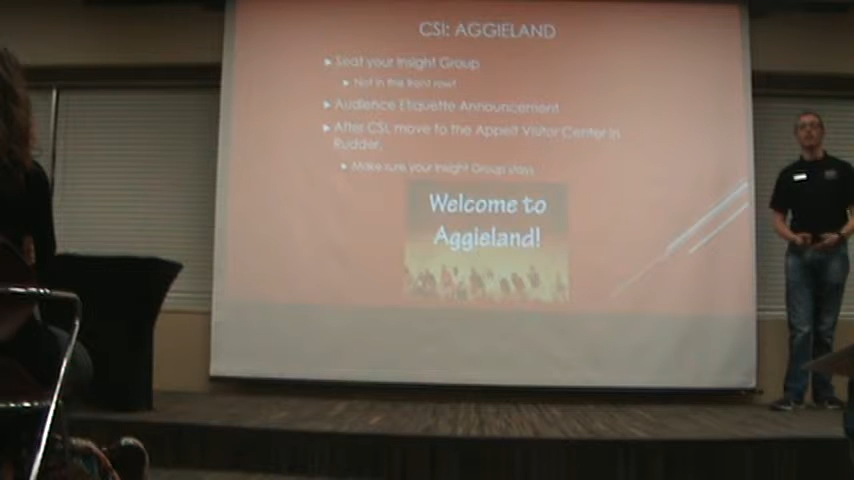 CSI: AGGIELAND
Seat your Insight Group
Not in the front row!
Audience Etiquette Announcement
After CSI, move to the Appelt Visitor Center in
Rudder.
Make sure your Insight Group stays
Welcome to
Aggieland!